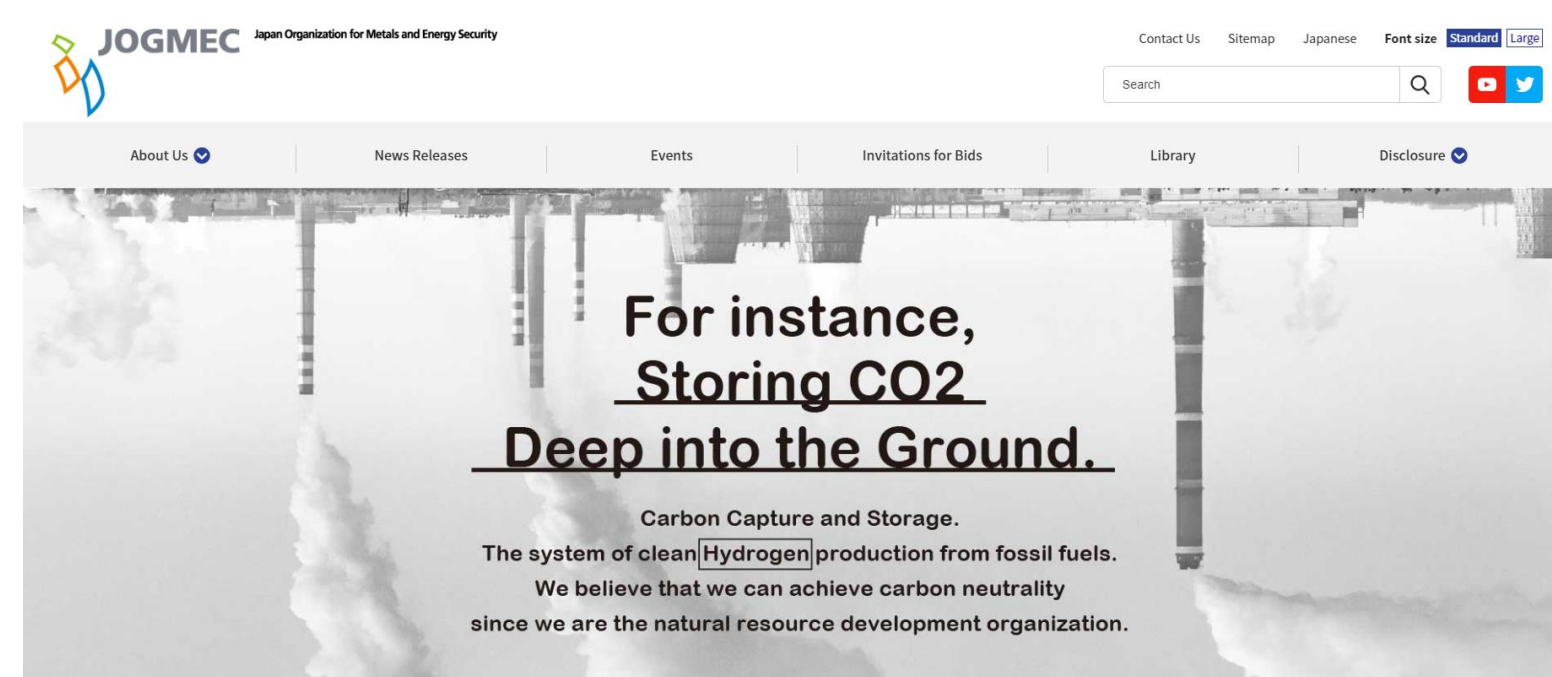 JOGMEC Japan Organization for Metals and Energy Security
Contact Us Sitemap Japanese Font size Standard Large
Search
About Us News Releases Events Invitations for Bids Library Disclosure
For instance,
Storing CO2
Deep into the Ground.
Carbon Capture and Storage.
The system of clean Hydrogen production from fossil fuels.
We believe that we can achieve carbon neutrality
since we are the natural resource development organization.